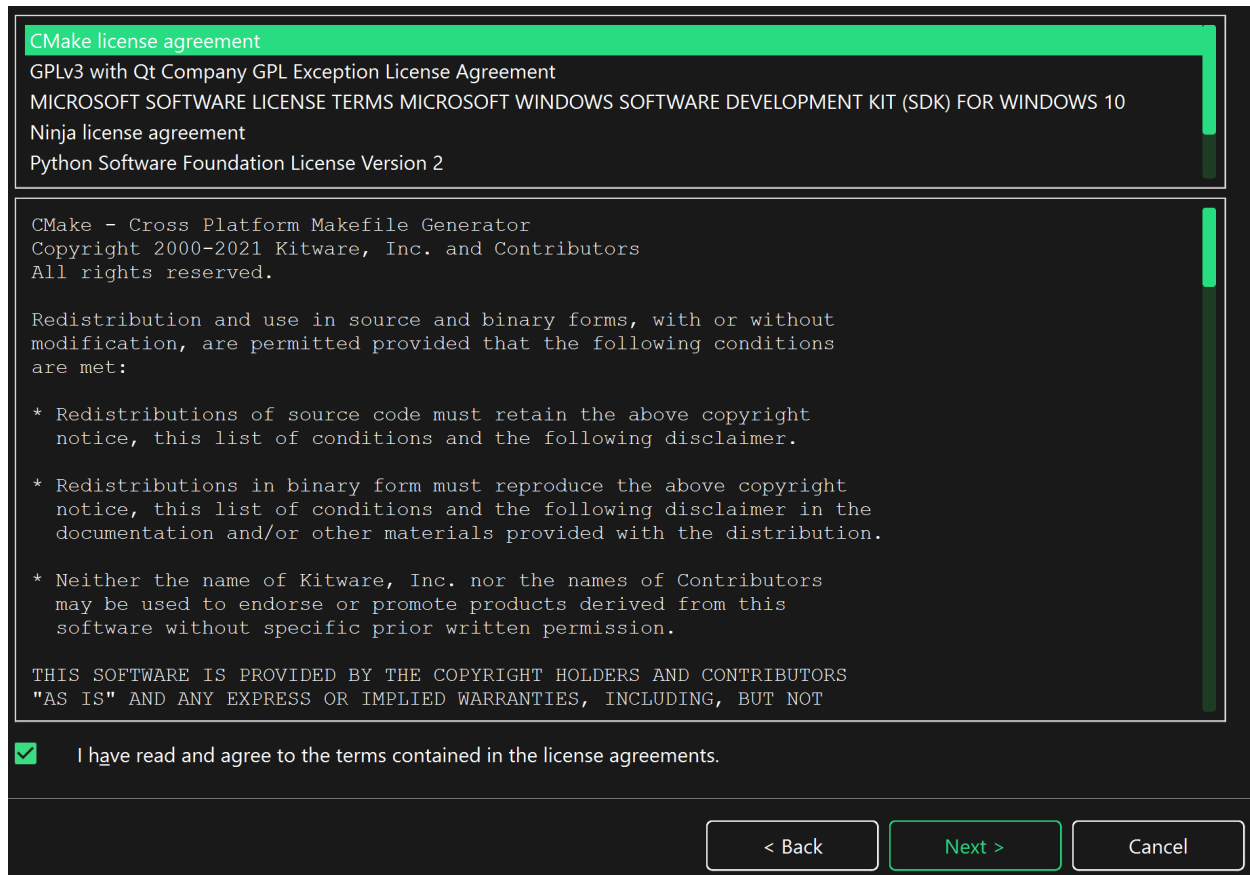 CMake license agreement
GPLv3 with Qt Company GPL Exception License Agreement
MICROSOFT SOFTWARE LICENSE TERMS MICROSOFT WINDOWS SOFTWARE DEVELOPMENT KIT (SDK) FOR WINDOWS 10
Ninja license agreement
Python Software Foundation License Version 2
CMake - Cross Platform Makefile Generator
Copyright 2000-2021 Kitware, Inc. and Contributors
All rights reserved.
Redistribution and use in source and binary forms, with or without
modification, are permitted provided that the following conditions
are met:
* Redistributions of source code must retain the above copyright
notice, this list of conditions and the following disclaimer.
* Redistributions in binary form must reproduce the above copyright
notice, this list of conditions and the following disclaimer in the
documentation and/or other materials provided with the distribution.
* Neither the name of Kitware, Inc. nor the names of Contributors
may be used to endorse or promote products derived from this
software without specific prior written permission.
THIS SOFTWARE IS PROVIDED BY THE COPYRIGHT HOLDERS AND CONTRIBUTORS
"AS IS" AND ANY EXPRESS OR IMPLIED WARRANTIES, INCLUDING, BUT NOT
I have read and agree to the terms contained in the license agreements.
< Back
Next >
Cancel